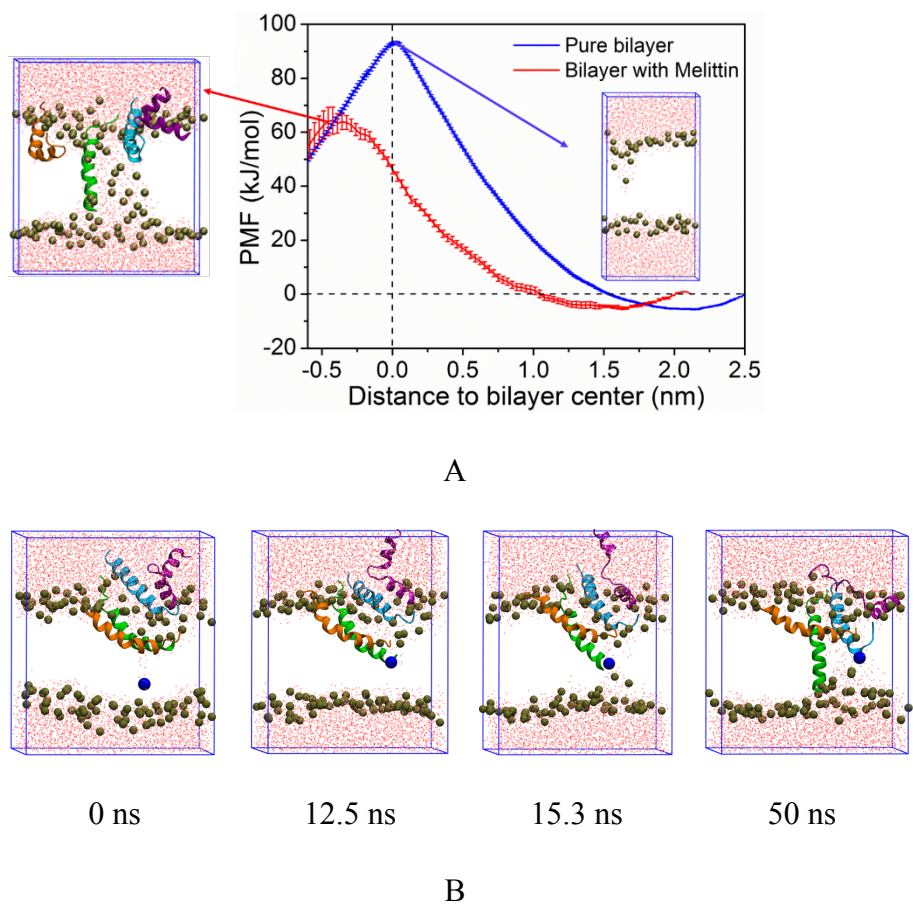 100
80
60
40
20
0
-20
PMF (kJ/mol)
Pure bilayer
Bilayer with Melittin
-0.5 0.0 0.5 1.0 1.5 2.0 2.5
Distance to bilayer center (nm)
A
0 ns 12.5 ns 15.3 ns 50 ns
B